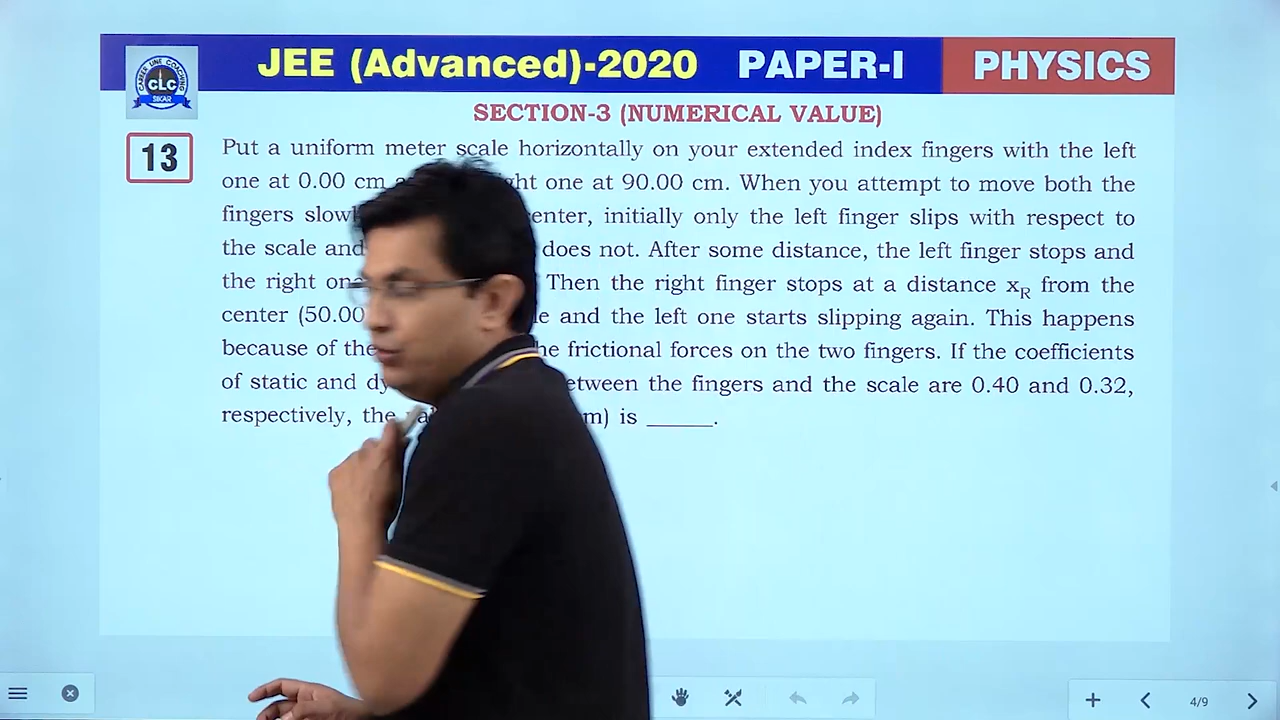 JEE (Advanced)-2020 PAPER-I PHYSICS
CAREER LINE COACHING
CLC
SIKAR
SECTION-3 (NUMERICAL VALUE)
13
Put a uniform meter scale horizontally on your extended index fingers with the left
one at 0.00 cm ght one at 90.00 cm. When you attempt to move both the
fingers slowl enter, initially only the left finger slips with respect to
the scale and does not. After some distance, the left finger stops and
the right one Then the right finger stops at a distance xR from the
center (50.00 le and the left one starts slipping again. This happens
because of the he frictional forces on the two fingers. If the coefficients
of static and dy etween the fingers and the scale are 0.40 and 0.32,
respectively, the m) is ______.
4/9